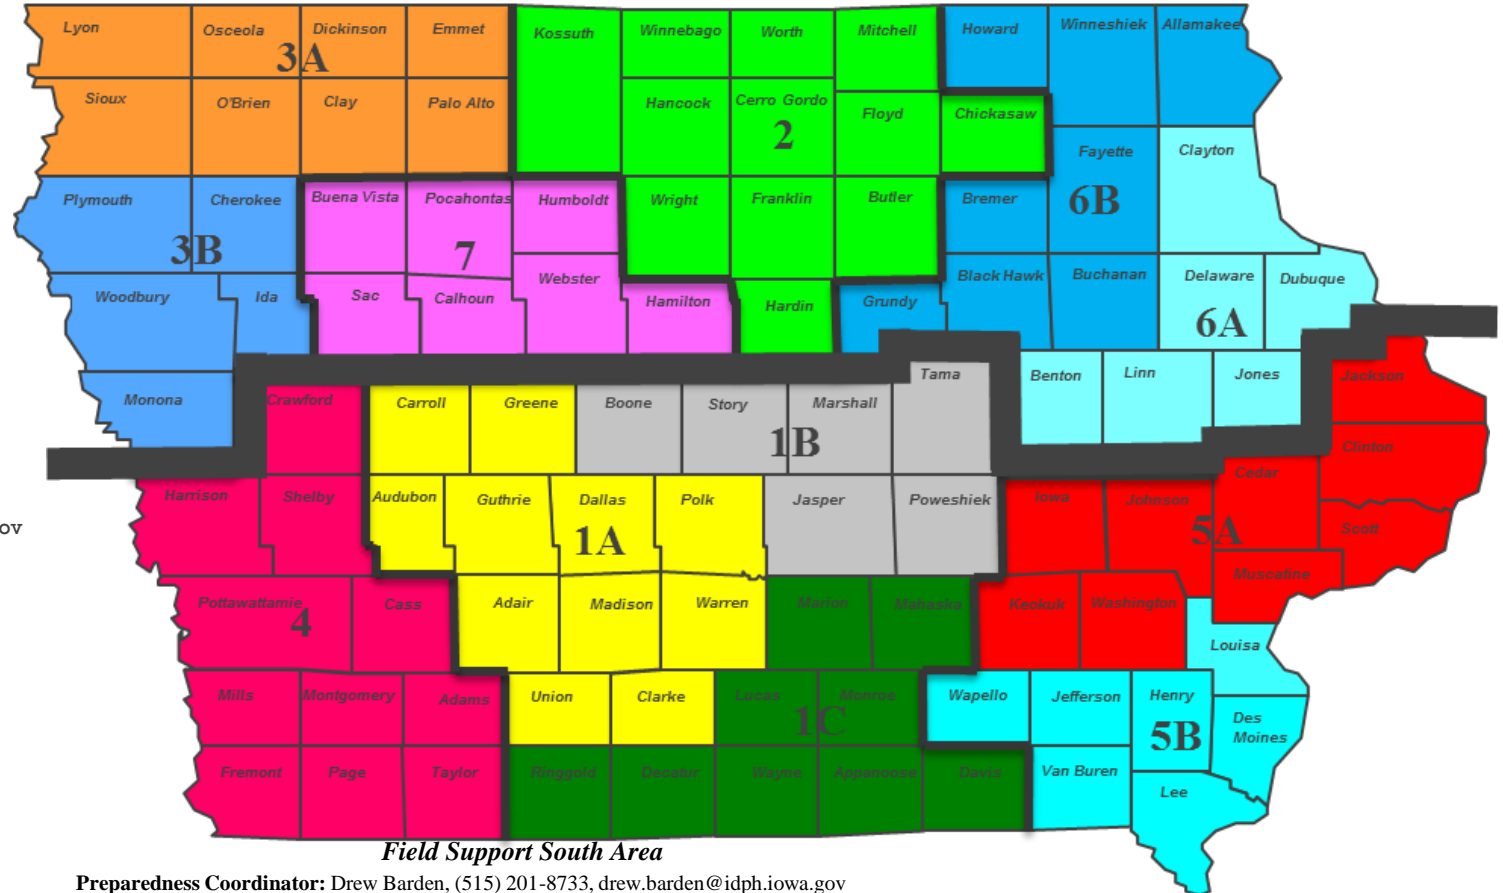 Lyon Osceola Dickinson Emmet Kossuth Winnebago Worth Mitchell Howard Winneshiek Allamakee
3A
Sioux O'Brien Clay Palo Alto Hancock Cerro Gordo Floyd Chickasaw
2
Fayette Clayton
Plymouth Cherokee Buena Vista Pocahontas Humboldt Wright Franklin Butler Bremer
6B
3B 7
Woodbury Ida Sac Calhoun Webster Hamilton Hardin Grundy Black Hawk Buchanan Delaware Dubuque
6A
Monona Crawford Carroll Greene Boone Story Marshall Tama Benton Linn Jones Jackson
1B
Clinton
Harrison Shelby Audubon Guthrie Dallas Polk Jasper Poweshiek Iowa Johnson Cedar
ov
1A 5A Scott
Muscatine
Pottawattamie Cass Adair Madison Warren Marion Mahaska Keokuk Washington
4
Louisa
Mills Montgomery Adams Union Clarke Lucas Monroe Wapello Jefferson Henry
1C 5B Des
Moines
Fremont Page Taylor Ringgold Decatur Wayne Appanoose Davis Van Buren
Lee
Field Support South Area
Preparedness Coordinator: Drew Barden, (515) 201-8733, drew.barden@idph.iowa.gov